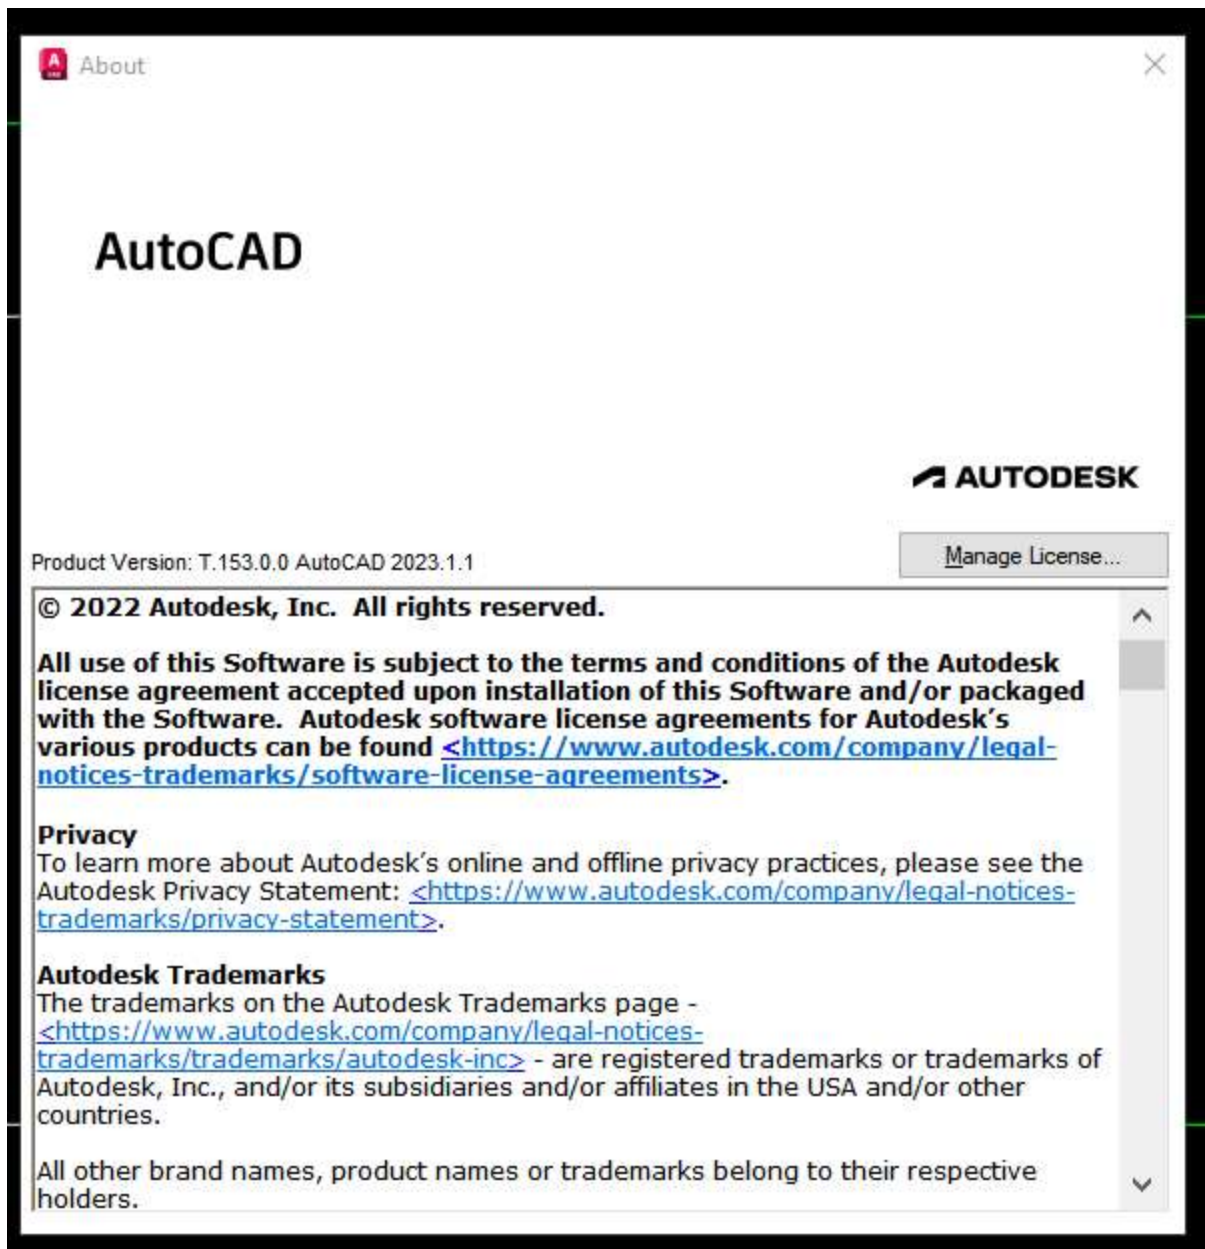 About
AutoCAD
AUTODESK
Product Version: T.153.0.0 AutoCAD 2023.1.1
Manage License...
© 2022 Autodesk, Inc.  All rights reserved.
All use of this Software is subject to the terms and conditions of the Autodesk
license agreement accepted upon installation of this Software and/or packaged
with the Software.  Autodesk software license agreements for Autodesk’s
various products can be found <https://www.autodesk.com/company/legal-
notices-trademarks/software-license-agreements>.
Privacy
To learn more about Autodesk’s online and offline privacy practices, please see the
Autodesk Privacy Statement: <https://www.autodesk.com/company/legal-notices-
trademarks/privacy-statement>.
Autodesk Trademarks
The trademarks on the Autodesk Trademarks page -
<https://www.autodesk.com/company/legal-notices-
trademarks/trademarks/autodesk-inc> - are registered trademarks or trademarks of
Autodesk, Inc., and/or its subsidiaries and/or affiliates in the USA and/or other
countries.
All other brand names, product names or trademarks belong to their respective
holders.